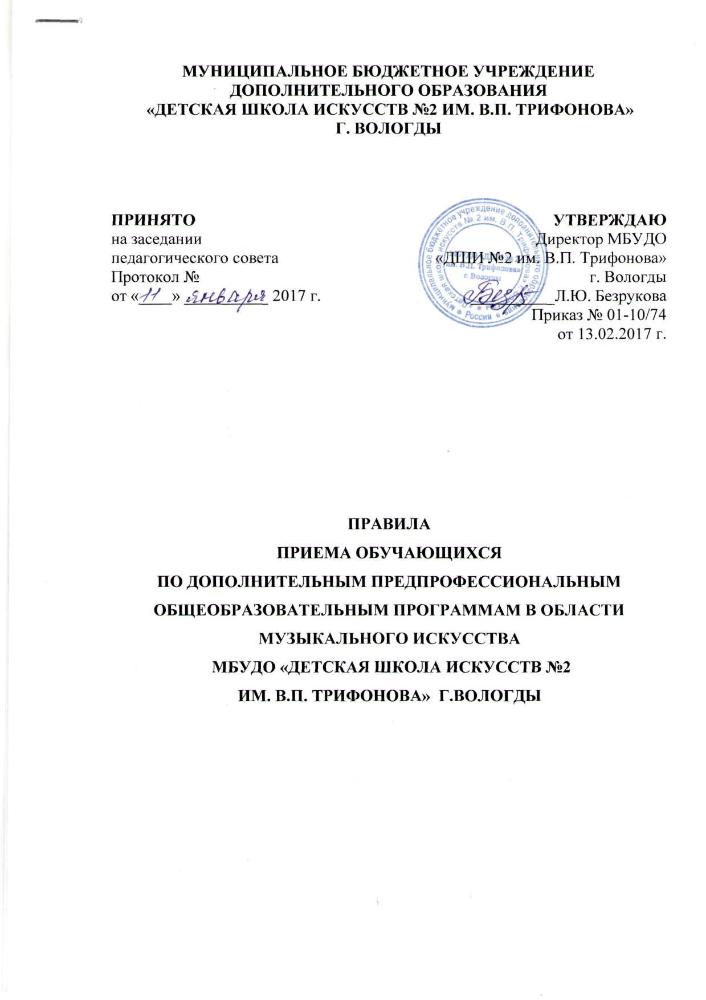 МУНИЦИПАЛЬНОЕ БЮДЖЕТНОЕ УЧРЕЖДЕНИЕ
ДОПОЛНИТЕЛЬНОГО ОБРАЗОВАНИЯ
«ДЕТСКАЯ ШКОЛА ИСКУССТВ №2 ИМ. В.П. ТРИФОНОВА»
Г. ВОЛОГДЫ
ПРИНЯТО
на заседании
педагогического совета
Протокол №
от «11» января 2017 г.
УТВЕРЖДАЮ
Директор МБУДО
«ДШИ №2 им. В.П. Трифонова»
г. Вологды
Л.Ю. Безрукова
Приказ № 01-10/74
от 13.02.2017 г.
муниципальное бюджетное учреждение дополнительного образования * Россия *
Детская школа искусств № 2 им. В.П. Трифонова»
им. В.П. Трифонова»
г. Вологды
ПРАВИЛА
ПРИЕМА ОБУЧАЮЩИХСЯ
ПО ДОПОЛНИТЕЛЬНЫМ ПРЕДПРОФЕССИОНАЛЬНЫМ
ОБЩЕОБРАЗОВАТЕЛЬНЫМ ПРОГРАММАМ В ОБЛАСТИ
МУЗЫКАЛЬНОГО ИСКУССТВА
МБУДО «ДЕТСКАЯ ШКОЛА ИСКУССТВ №2
ИМ. В.П. ТРИФОНОВА» Г.ВОЛОГДЫ